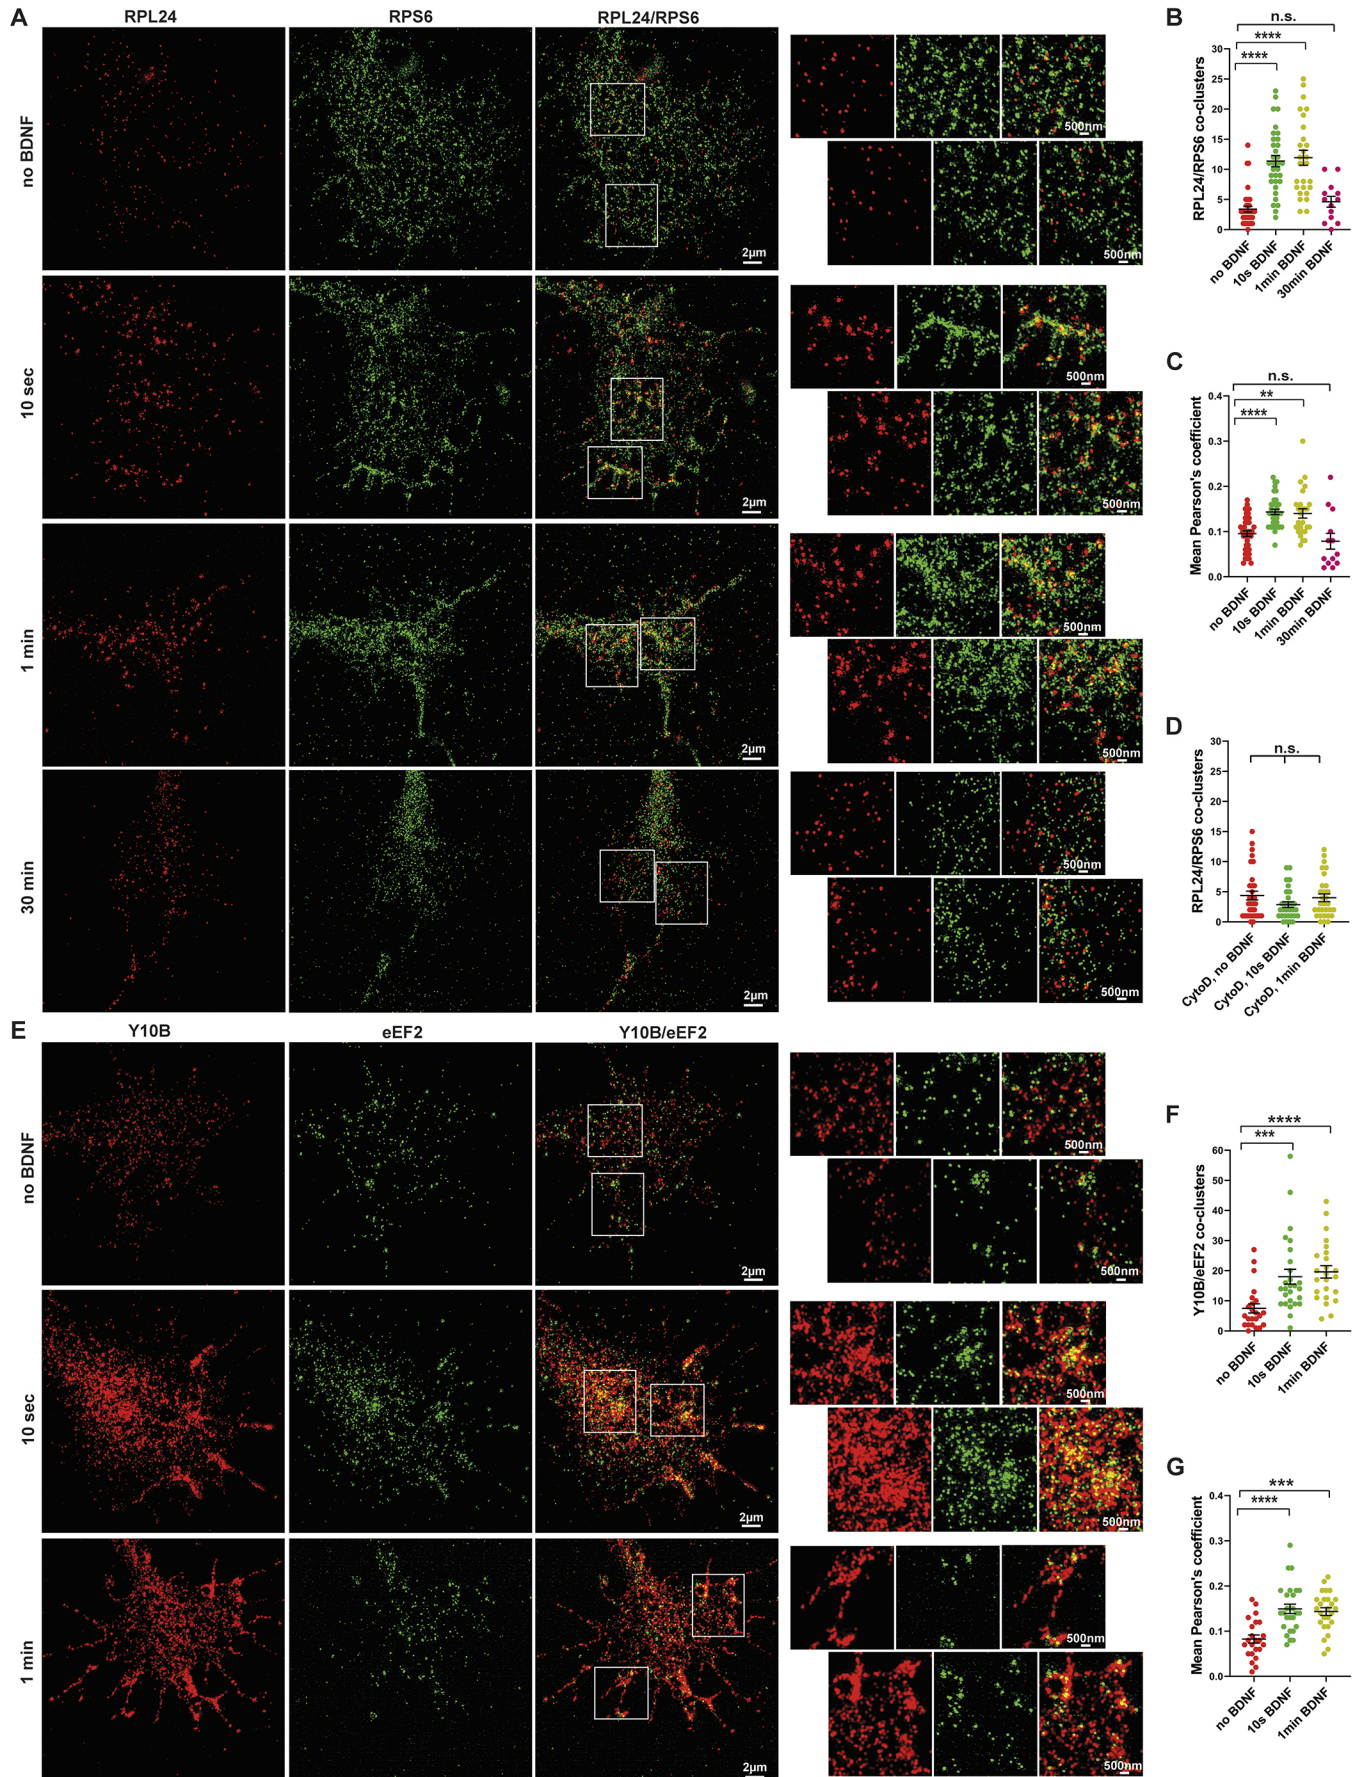 A
RPL24
RPS6
RPL24/RPS6
no BDNF
2µm
500nm
500nm
10 sec
2µm
500nm
500nm
1 min
2µm
500nm
500nm
30 min
2µm
500nm
500nm
B
n.s.
****
****
RPL24/RPS6 co-clusters
30
25
20
15
10
5
0
no BDNF
10s BDNF
1min BDNF
30min BDNF
C
n.s.
**
****
Mean Pearson's coefficient
0.4
0.3
0.2
0.1
0.0
no BDNF
10s BDNF
1min BDNF
30min BDNF
D
n.s.
RPL24/RPS6 co-clusters
30
25
20
15
10
5
0
CytoD, no BDNF
CytoD, 10s BDNF
CytoD, 1min BDNF
E
Y10B
eEF2
Y10B/eEF2
no BDNF
2µm
500nm
500nm
10 sec
2µm
500nm
500nm
1 min
2µm
500nm
500nm
F
****
***
Y10B/eEF2 co-clusters
60
50
40
30
20
10
0
no BDNF
10s BDNF
1min BDNF
G
***
****
Mean Pearson's coefficient
0.4
0.3
0.2
0.1
0.0
no BDNF
10s BDNF
1min BDNF